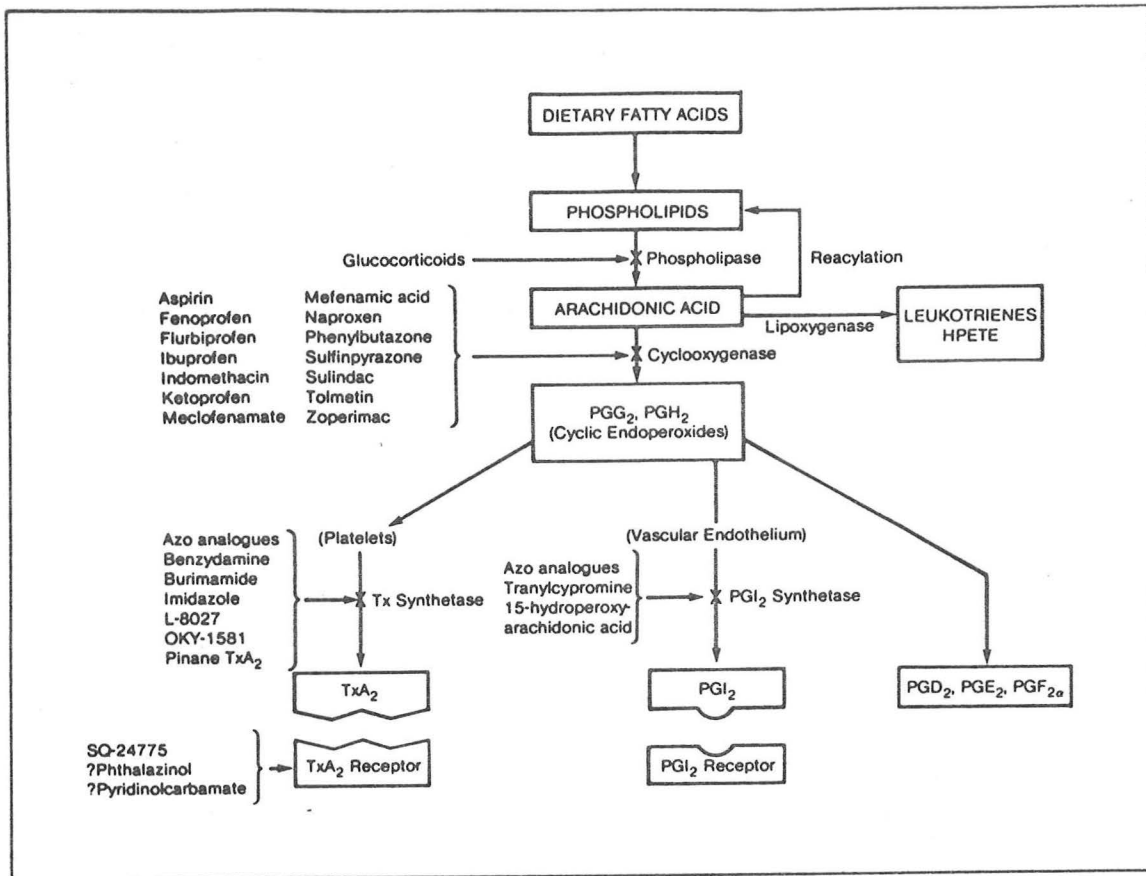 DIETARY FATTY ACIDS
PHOSPHOLIPIDS
Glucocorticoids
Phospholipase
Reacylation
ARACHIDONIC ACID
Lipoxygenase
LEUKOTRIENES
HPETE
Aspirin
Fenoprofen
Flurbiprofen
Ibuprofen
Indomethacin
Ketoprofen
Meclofenamate
Mefenamic acid
Naproxen
Phenylbutazone
Sulfinpyrazone
Sulindac
Tolmetin
Zoperimac
Cyclooxygenase
PGG₂, PGH₂
(Cyclic Endoperoxides)
(Platelets)
Azo analogues
Benzydamine
Burimamide
Imidazole
L-8027
OKY-1581
Pinane TxA₂
Tx Synthetase
(Vascular Endothelium)
Azo analogues
Tranylcypromine
15-hydroperoxy-
arachidonic acid
PGI₂ Synthetase
TxA₂
PGI₂
PGD₂, PGE₂, PGF₂α
SQ-24775
?Phthalazinol
?Pyridinolcarbamate
TxA₂ Receptor
PGI₂ Receptor